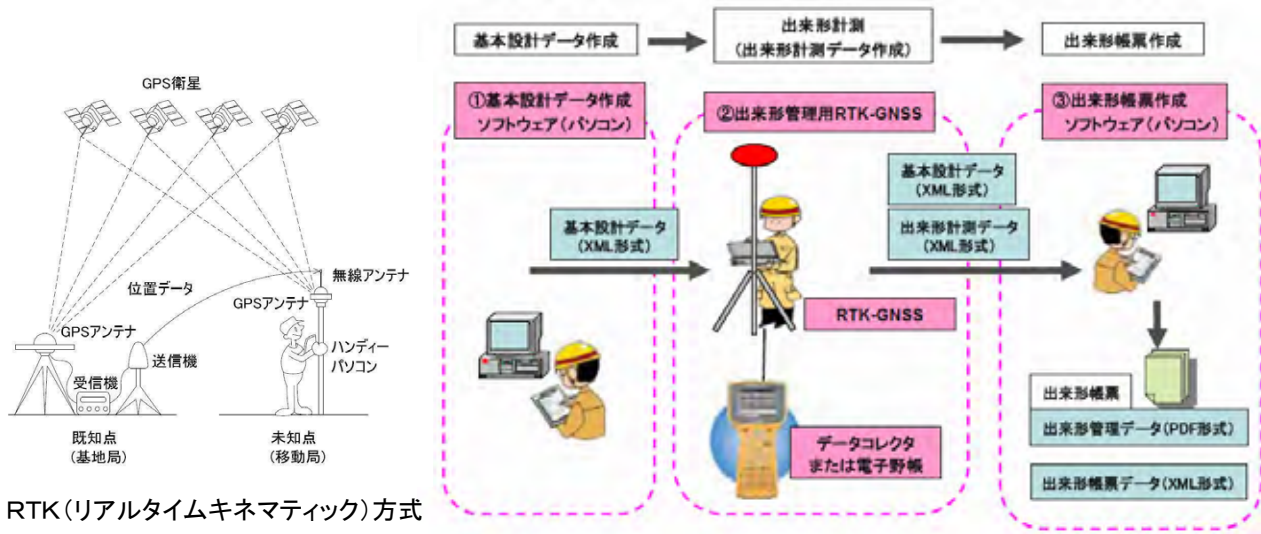 GPS衛星
位置データ
無線アンテナ
GPSアンテナ
GPSアンテナ
送信機
受信機
ハンディー
パソコン
既知点
(基地局)
未知点
(移動局)
RTK(リアルタイムキネマティック)方式
基本設計データ作成
出来形計測
(出来形計測データ作成)
出来形帳票作成
①基本設計データ作成
ソフトウェア(パソコン)
②出来形管理用RTK-GNSS
③出来形帳票作成
ソフトウェア(パソコン)
基本設計データ
(XML形式)
基本設計データ
(XML形式)
出来形計測データ
(XML形式)
RTK-GNSS
データコレクタ
または電子野帳
出来形帳票
出来形管理データ(PDF形式)
出来形帳票データ(XML形式)